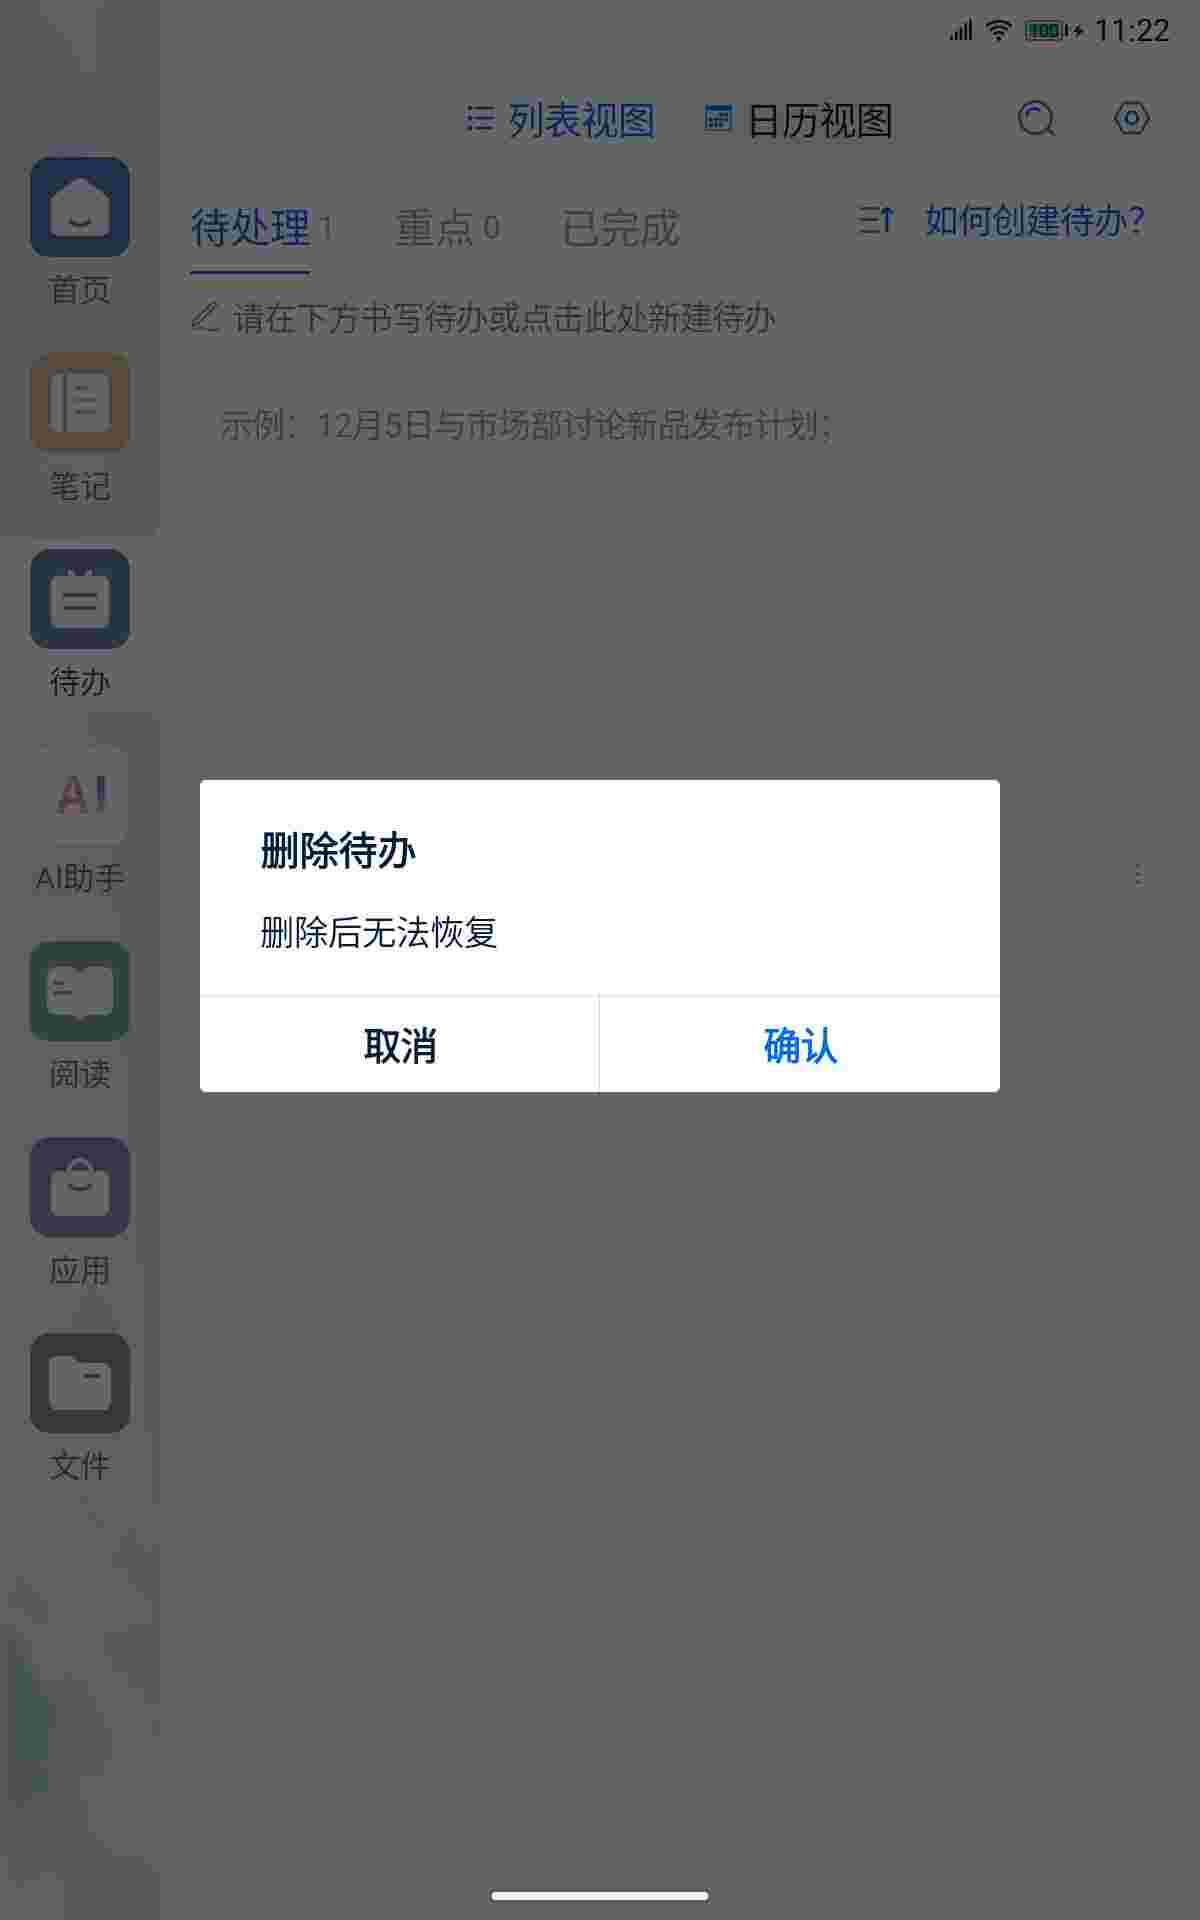 100 11:22
列表视图 日历视图
待处理 1 重点 0 已完成 如何创建待办?
请在下方书写待办或点击此处新建待办
示例：12月5日与市场部讨论新品发布计划；
首页
笔记
待办
AI
AI助手
阅读
应用
文件
删除待办
删除后无法恢复
取消 确认